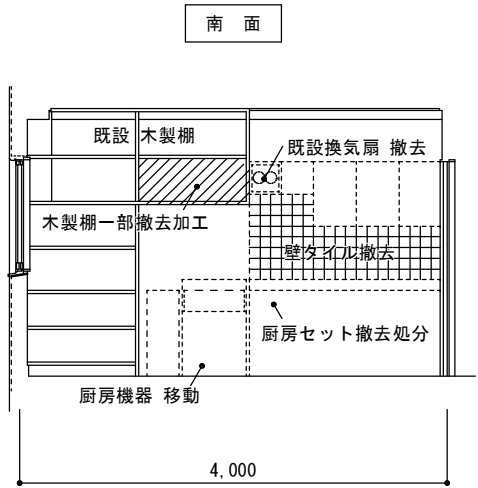 南 面
既設 木製棚
既設換気扇 撤去
木製棚一部撤去加工
壁タイル撤去
厨房セット撤去処分
厨房機器 移動
4,000